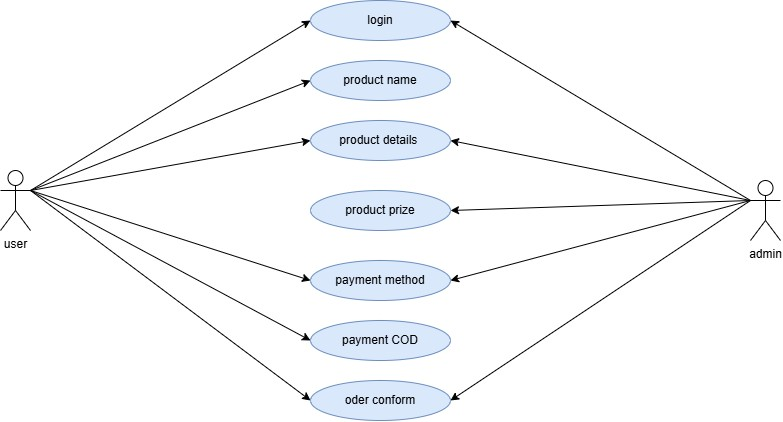 login
product name
product details
product prize
user
admin
payment method
payment COD
oder conform